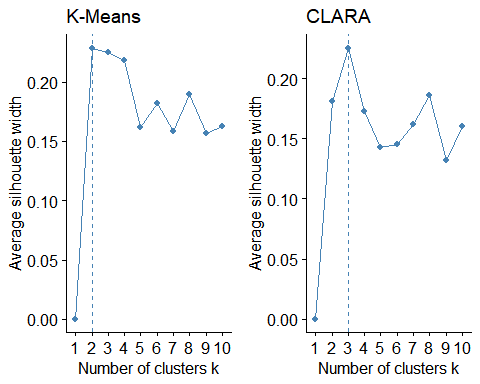 K-Means
Average silhouette width
0.20
0.15
0.10
0.05
0.00
1 2 3 4 5 6 7 8 9 10
Number of clusters k
CLARA
Average silhouette width
0.20
0.15
0.10
0.05
0.00
1 2 3 4 5 6 7 8 9 10
Number of clusters k